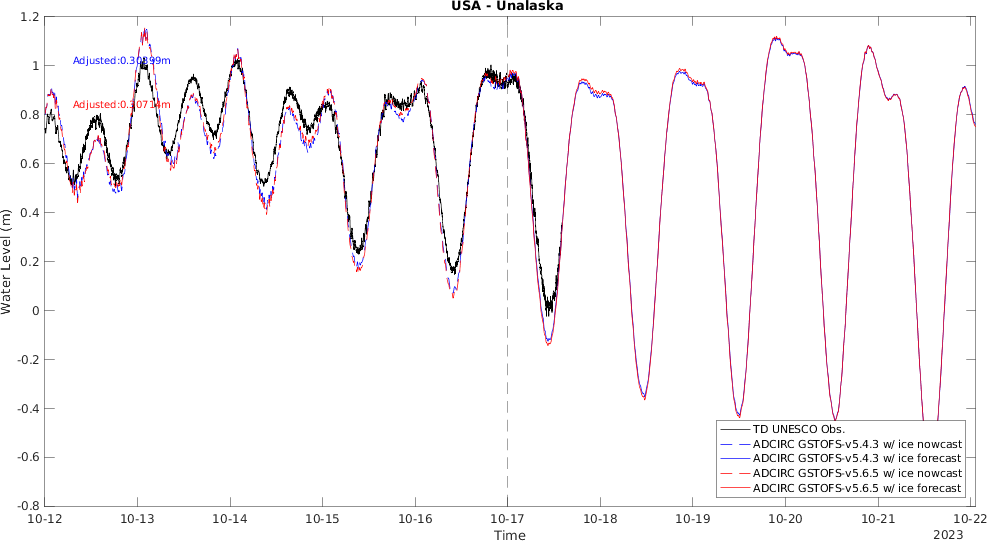 USA - Unalaska
1.2
1
0.8
0.6
0.4
0.2
0
-0.2
-0.4
-0.6
-0.8
Water Level (m)
Adjusted:0.30399m
TD UNESCO Obs.
ADCIRC GSTOFS-v5.4.3 w/ ice nowcast
ADCIRC GSTOFS-v5.4.3 w/ ice forecast
ADCIRC GSTOFS-v5.6.5 w/ ice nowcast
ADCIRC GSTOFS-v5.6.5 w/ ice forecast
10-12 10-13 10-14 10-15 10-16 10-17 10-18 10-19 10-20 10-21 10-22
Time
2023